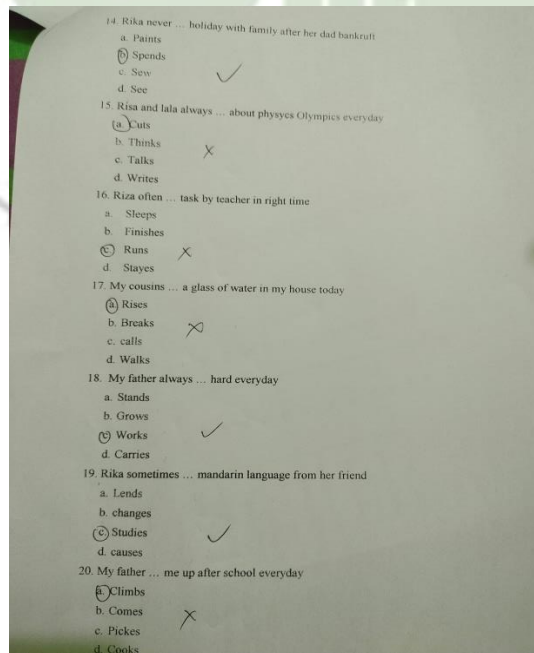 14. Rika never ... holiday with family after her dad bankruft
a. Paints
b. Spends
c. Sew
d. See
15. Risa and lala always ... about physycs Olympics everyday
a. Cuts
b. Thinks
c. Talks
d. Writes
16. Riza often ... task by teacher in right time
a. Sleeps
b. Finishes
c. Runs
d. Stayes
17. My cousins ... a glass of water in my house today
a. Rises
b. Breaks
c. calls
d. Walks
18. My father always ... hard everyday
a. Stands
b. Grows
c. Works
d. Carries
19. Rika sometimes ... mandarin language from her friend
a. Lends
b. changes
c. Studies
d. causes
20. My father ... me up after school everyday
a. Climbs
b. Comes
c. Pickes
d. Cooks